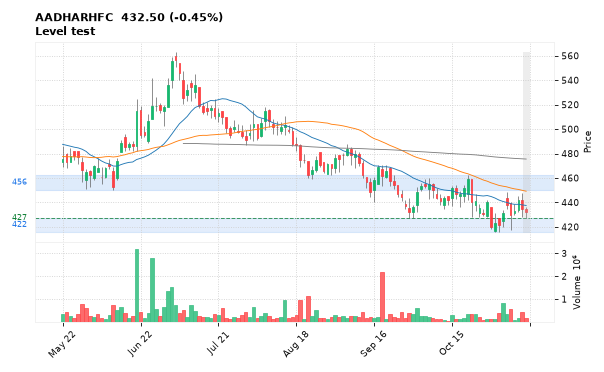 AADHARHFC 432.50 (-0.45%)
Level test
560
540
520
500
480
460
440
420
Price
456
427
422
3
2
1
Volume 10^6
May 22
Jun 22
Jul 21
Aug 18
Sep 16
Oct 15